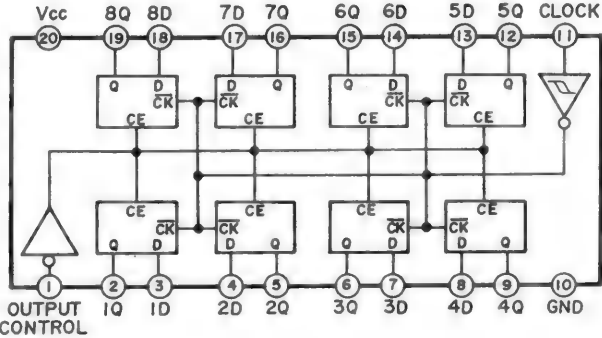 Vcc 8Q 8D 7D 7Q 6Q 6D 5D 5Q CLOCK
20 19 18 17 16 15 14 13 12 11
Q D D Q Q D D Q
CK CK CK CK
CE CE CE CE
CE CE CE CE
CK CK CK CK
Q D D Q Q D D Q
1 2 3 4 5 6 7 8 9 10
OUTPUT CONTROL 1Q 1D 2D 2Q 3Q 3D 4D 4Q GND